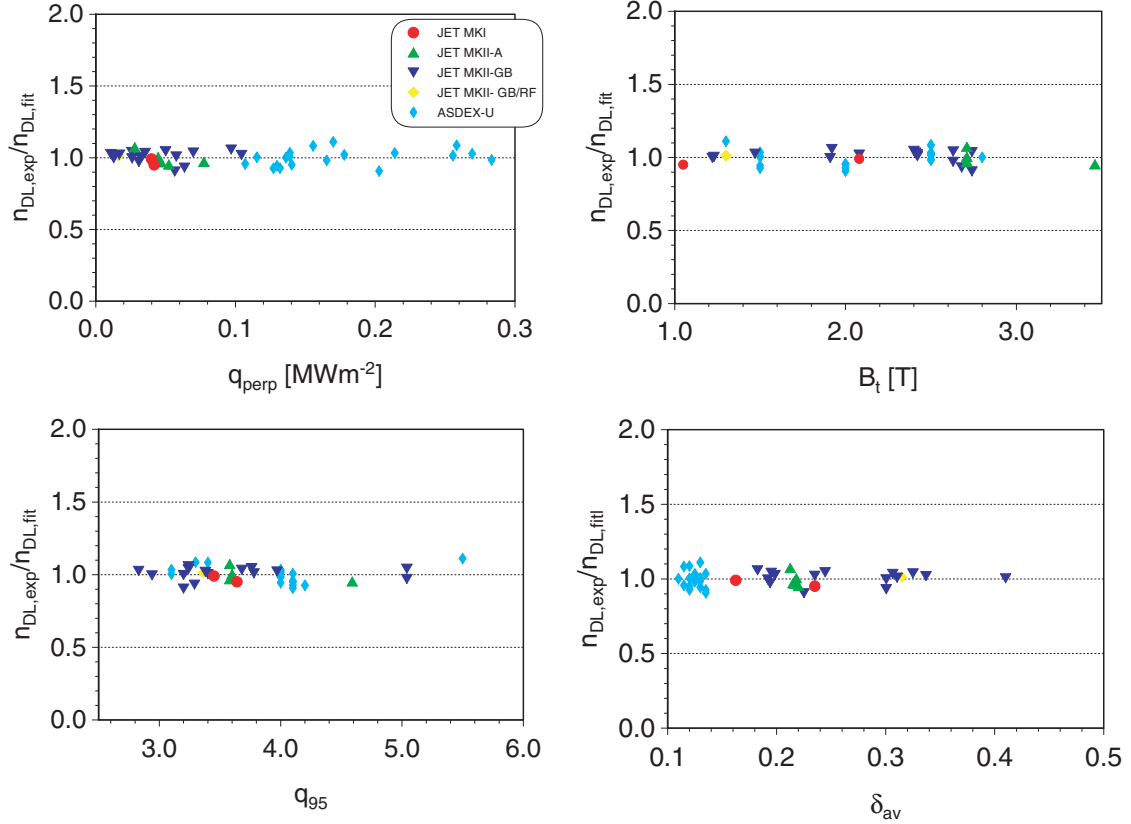 2.0
1.5
1.0
0.5
0.0
n_DL,exp/n_DL,fit
JET MKI
JET MKII-A
JET MKII-GB
JET MKII- GB/RF
ASDEX-U
0.0 0.1 0.2 0.3
q_perp [MWm^-2]
2.0
1.5
1.0
0.5
0.0
n_DL,exp/n_DL,fit
1.0 2.0 3.0
B_t [T]
2.0
1.5
1.0
0.5
0.0
n_DL,exp/n_DL,fit
3.0 4.0 5.0 6.0
q_95
2.0
1.5
1.0
0.5
0.0
n_DL,exp/n_DL,fitl
0.1 0.2 0.3 0.4 0.5
δ_av